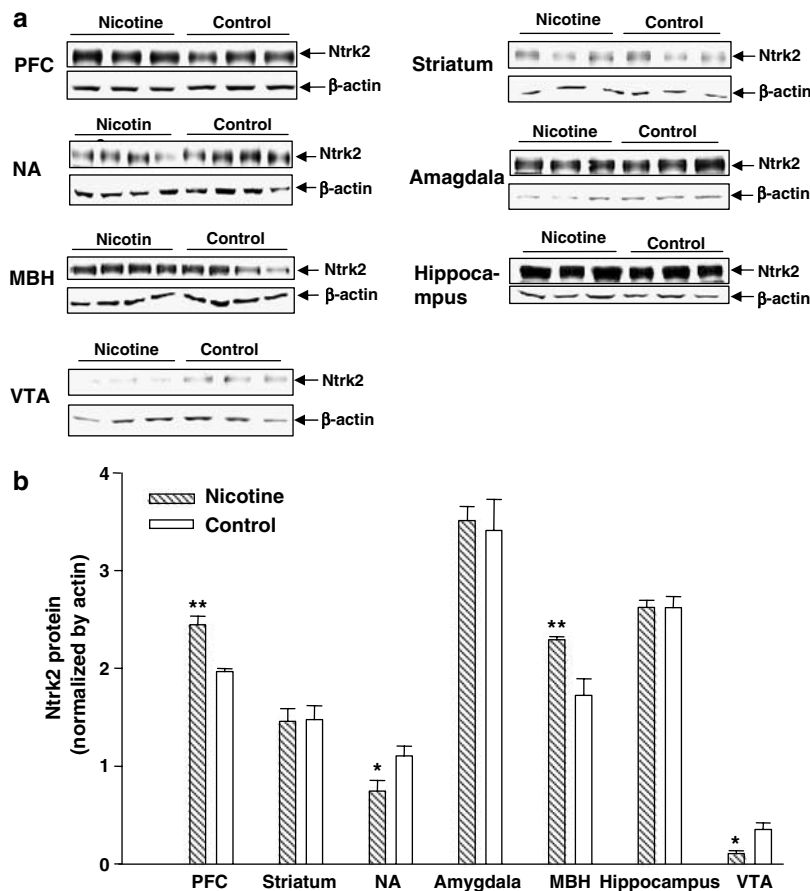 a
Nicotine Control
PFC
Ntrk2
β-actin
Nicotin Control
NA
Ntrk2
β-actin
Nicotin Control
MBH
Ntrk2
β-actin
Nicotine Control
VTA
Ntrk2
β-actin
Nicotine Control
Striatum
Ntrk2
β-actin
Nicotine Control
Amagdala
Ntrk2
β-actin
Nicotine Control
Hippoca-
mpus
Ntrk2
β-actin
b
Nicotine
Control
Ntrk2 protein
(normalized by actin)
4
3
2
1
0
**
*
**
*
PFC Striatum NA Amygdala MBH Hippocampus VTA